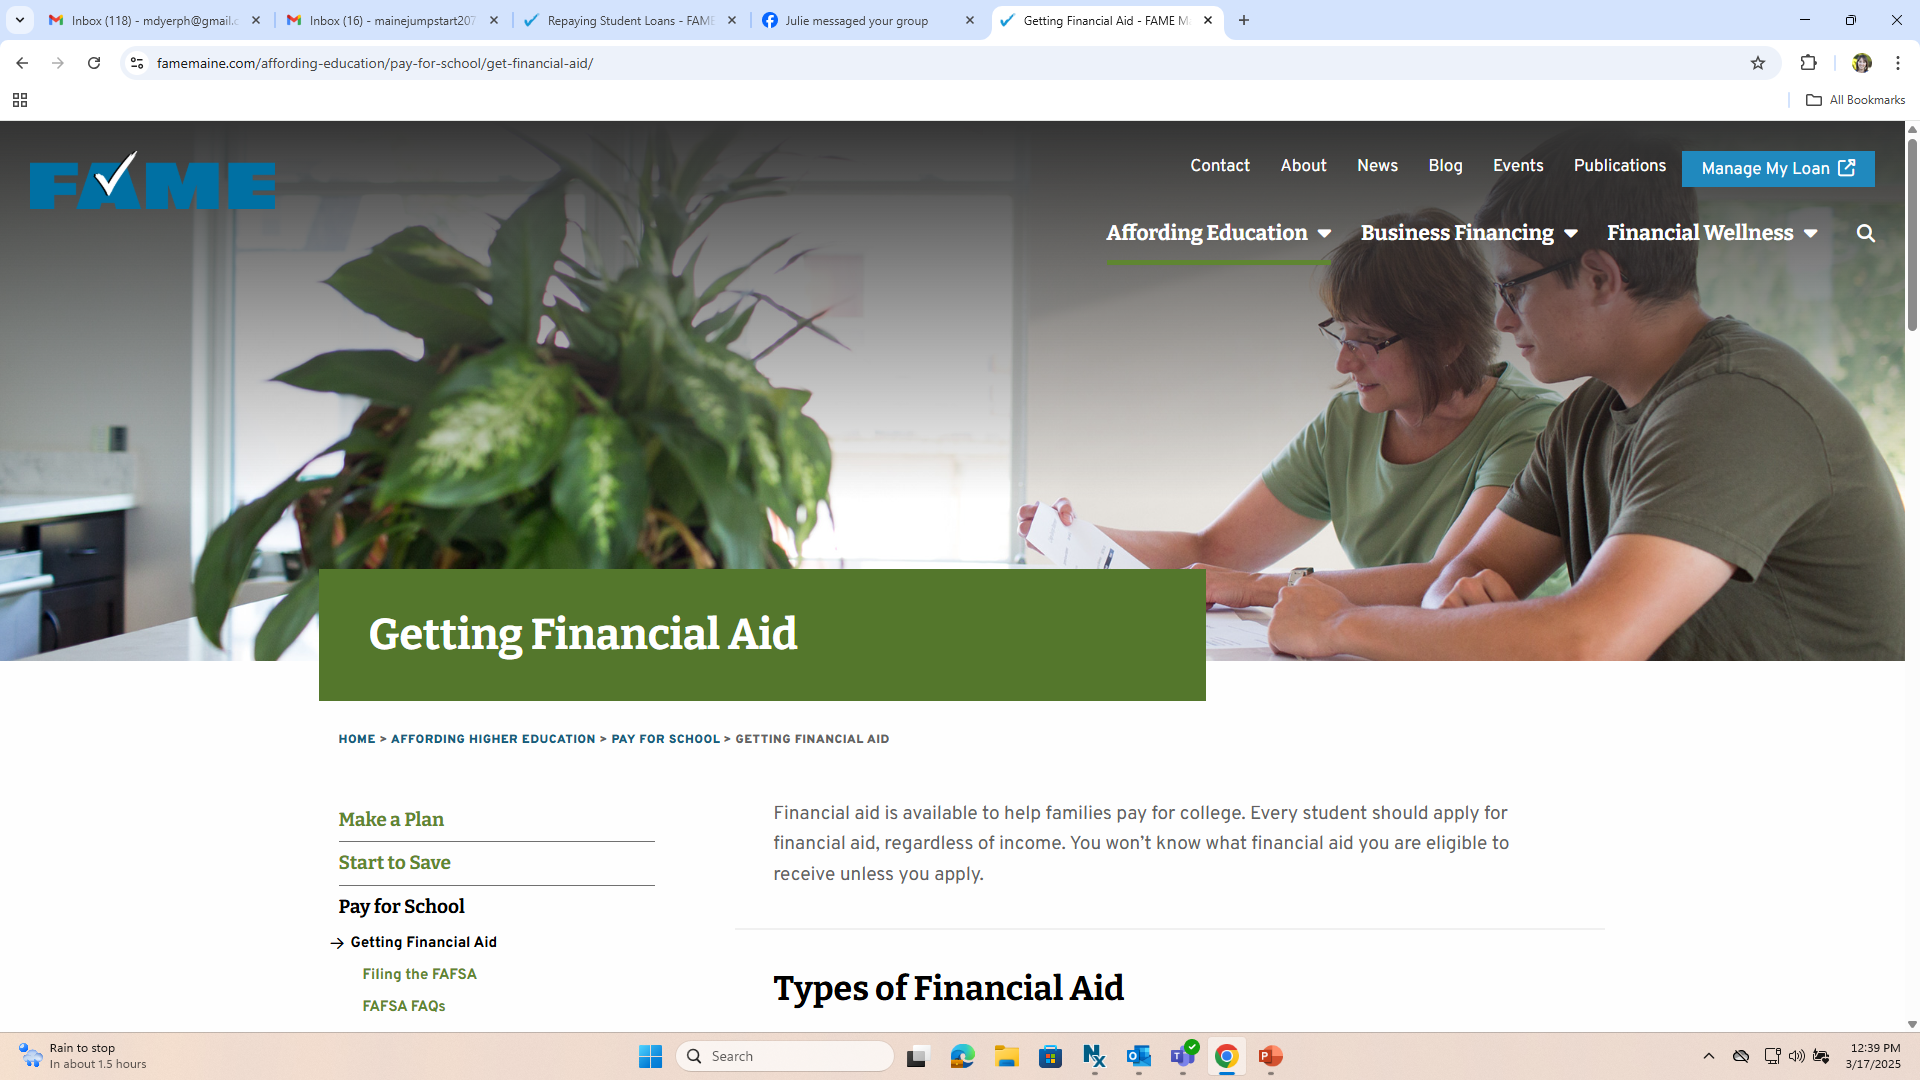 Inbox (118) - mdyerph@gmail.c
Inbox (16) - mainejumpstart207
Repaying Student Loans - FAME
Julie messaged your group
Getting Financial Aid - FAME M
famemaine.com/affording-education/pay-for-school/get-financial-aid/
All Bookmarks
FAME
Contact
About
News
Blog
Events
Publications
Manage My Loan
Affording Education
Business Financing
Financial Wellness
Getting Financial Aid
HOME > AFFORDING HIGHER EDUCATION > PAY FOR SCHOOL > GETTING FINANCIAL AID
Make a Plan
Start to Save
Pay for School
Getting Financial Aid
Filing the FAFSA
FAFSA FAQs
Financial aid is available to help families pay for college. Every student should apply for
financial aid, regardless of income. You won’t know what financial aid you are eligible to
receive unless you apply.
Types of Financial Aid
Rain to stop
In about 1.5 hours
Search
12:39 PM
3/17/2025